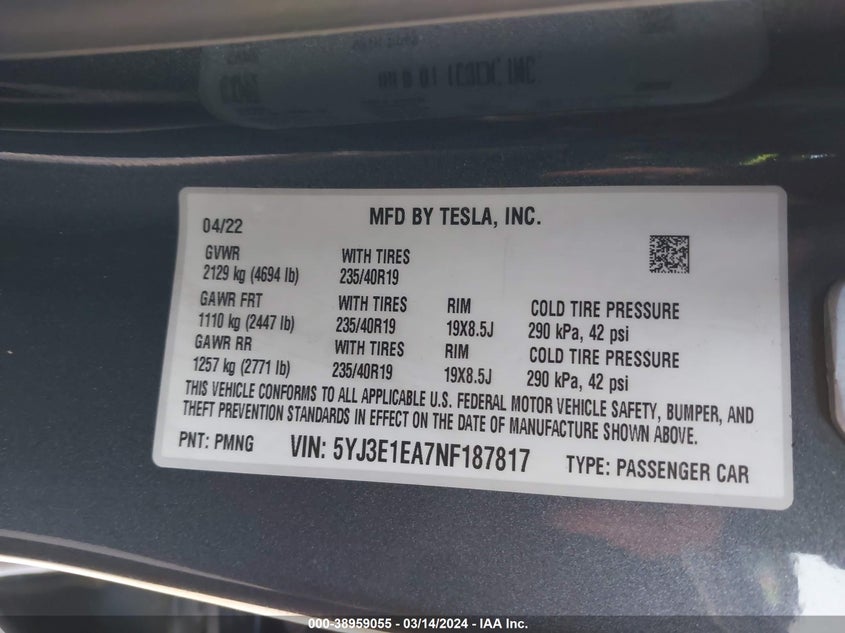 MFD BY TESLA, INC.
04/22
GVWR WITH TIRES
2129 kg (4694 lb) 235/40R19
GAWR FRT WITH TIRES RIM COLD TIRE PRESSURE
1110 kg (2447 lb) 235/40R19 19X8.5J 290 kPa, 42 psi
GAWR RR WITH TIRES RIM COLD TIRE PRESSURE
1257 kg (2771 lb) 235/40R19 19X8.5J 290 kPa, 42 psi
THIS VEHICLE CONFORMS TO ALL APPLICABLE U.S. FEDERAL MOTOR VEHICLE SAFETY, BUMPER, AND
THEFT PREVENTION STANDARDS IN EFFECT ON THE DATE OF MANUFACTURE SHOWN ABOVE.
PNT: PMNG VIN: 5YJ3E1EA7NF187817 TYPE: PASSENGER CAR
000-38959055 - 03/14/2024 - IAA Inc.